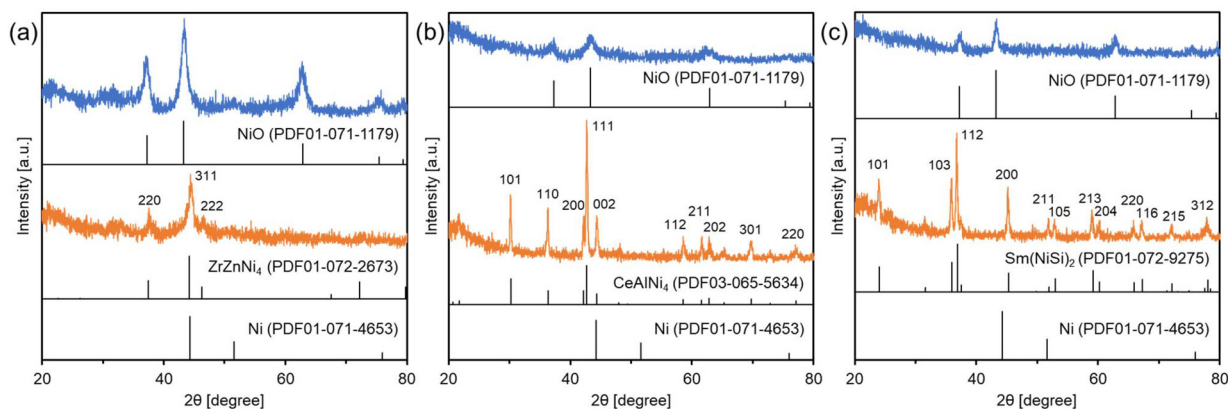 (a)
Intensity [a.u.]
NiO (PDF01-071-1179)
220
311
222
ZrZnNi₄ (PDF01-072-2673)
Ni (PDF01-071-4653)
20 40 60 80
2θ [degree]
(b)
Intensity [a.u.]
NiO (PDF01-071-1179)
101
110
200
111
002
112
211
202
301
220
CeAlNi₄ (PDF03-065-5634)
Ni (PDF01-071-4653)
20 40 60 80
2θ [degree]
(c)
Intensity [a.u.]
NiO (PDF01-071-1179)
101
103
112
200
211
105
213
204
220
116
215
312
Sm(NiSi)₂ (PDF01-072-9275)
Ni (PDF01-071-4653)
20 40 60 80
2θ [degree]